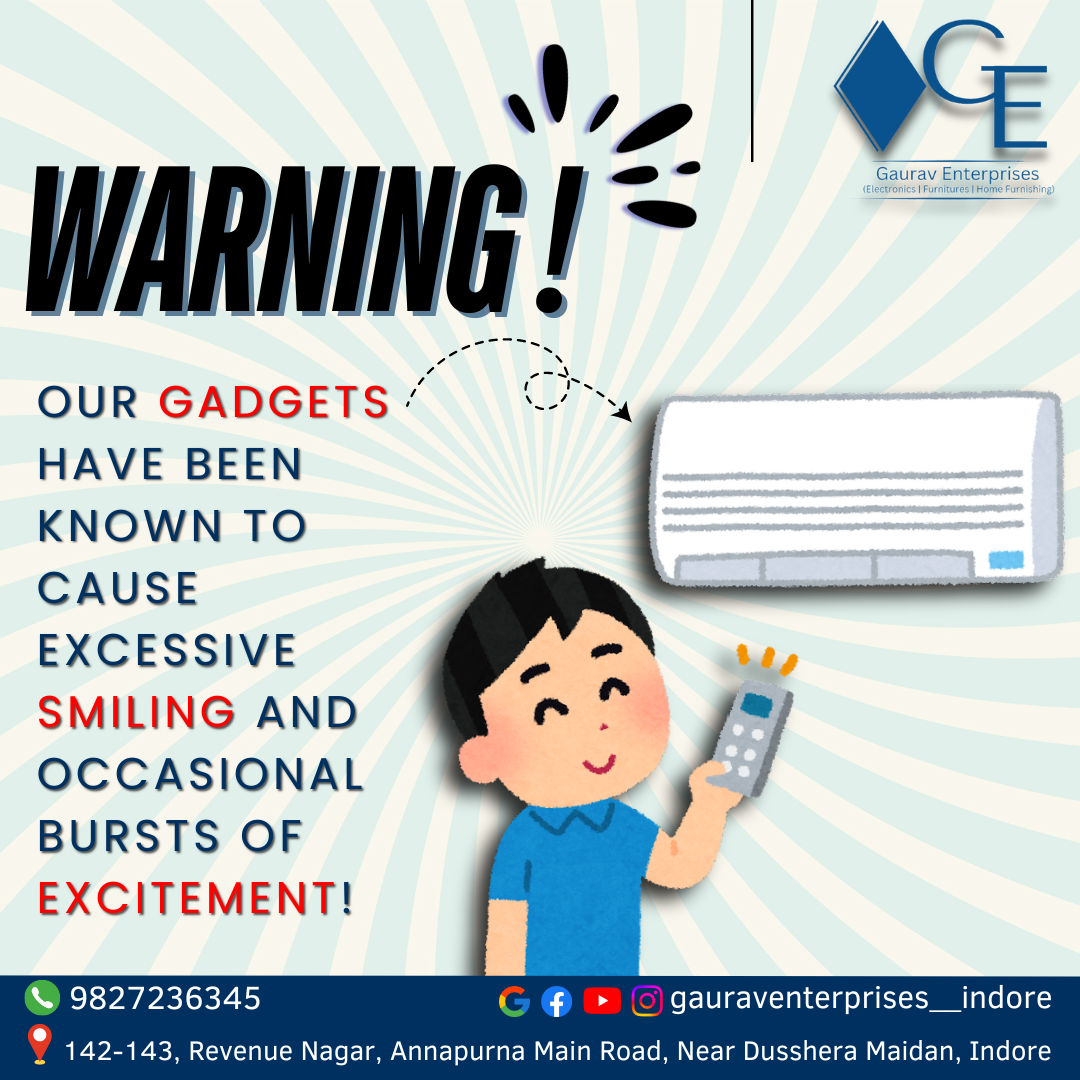 GE
Gaurav Enterprises
(Electronics | Furnitures | Home Furnishing)
WARNING!
OUR GADGETS
HAVE BEEN
KNOWN TO
CAUSE
EXCESSIVE
SMILING AND
OCCASIONAL
BURSTS OF
EXCITEMENT!
9827236345
gauraventerprises__indore
142-143, Revenue Nagar, Annapurna Main Road, Near Dusshera Maidan, Indore